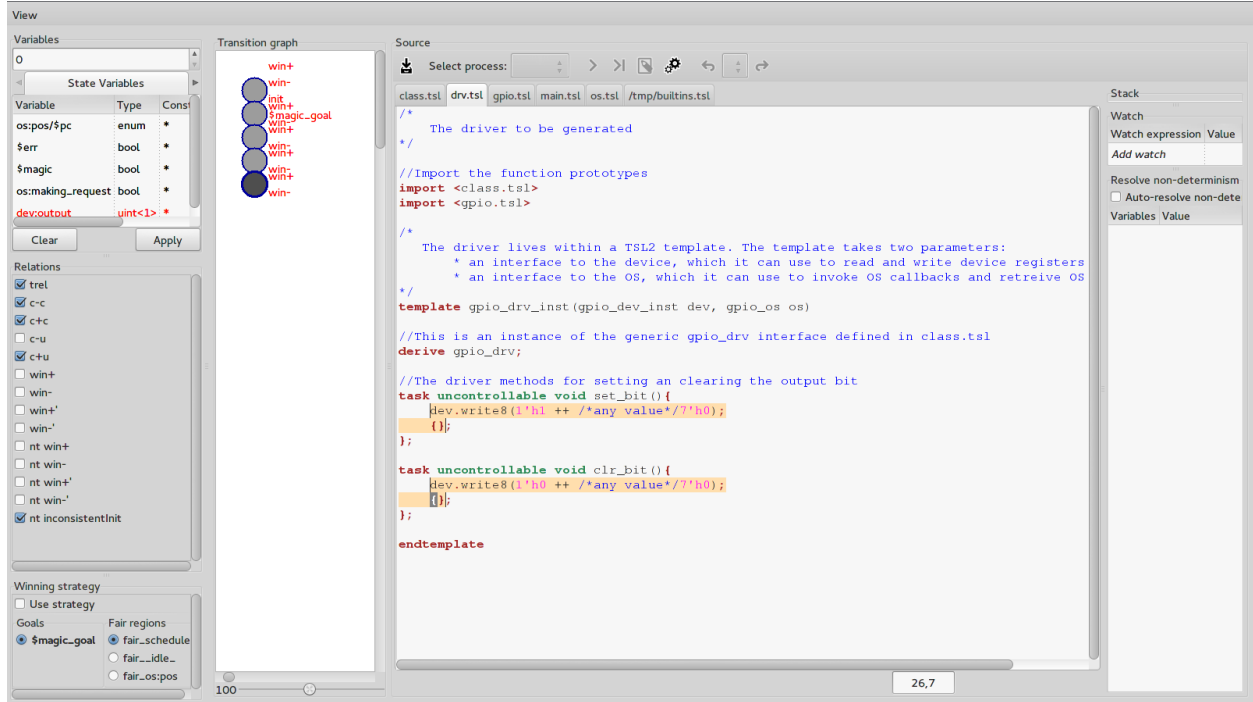 View
Variables
0
State Variables
Variable Type Const
os:pos/$pc enum *
$err bool *
$magic bool *
os:making_request bool *
dev:output uint<1> *
Clear Apply
Relations
trel
c-c
c+c
c-u
c+u
win+
win-
win+'
win-'
nt win+
nt win-
nt win+'
nt win-'
nt inconsistentInit
Winning strategy
Use strategy
Goals Fair regions
$magic_goal fair_schedule
fair__idle_
fair_os:pos
Transition graph
win+
win-
init
win+
$magic_goal
win-
win+
win-
win+
win-
win+
win-
100
Source
Select process:
class.tsl drv.tsl gpio.tsl main.tsl os.tsl /tmp/builtins.tsl
/*
The driver to be generated
*/
//Import the function prototypes
import <class.tsl>
import <gpio.tsl>
/*
The driver lives within a TSL2 template. The template takes two parameters:
* an interface to the device, which it can use to read and write device registers
* an interface to the OS, which it can use to invoke OS callbacks and retreive OS
*/
template gpio_drv_inst(gpio_dev_inst dev, gpio_os os)
//This is an instance of the generic gpio_drv interface defined in class.tsl
derive gpio_drv;
//The driver methods for setting an clearing the output bit
task uncontrollable void set_bit(){
dev.write8(1'h1 ++ /*any value*/7'h0);
{};
};
task uncontrollable void clr_bit(){
dev.write8(1'h0 ++ /*any value*/7'h0);
{};
};
endtemplate
26,7
Stack
Watch
Watch expression Value
Add watch
Resolve non-determinism
Auto-resolve non-dete
Variables Value